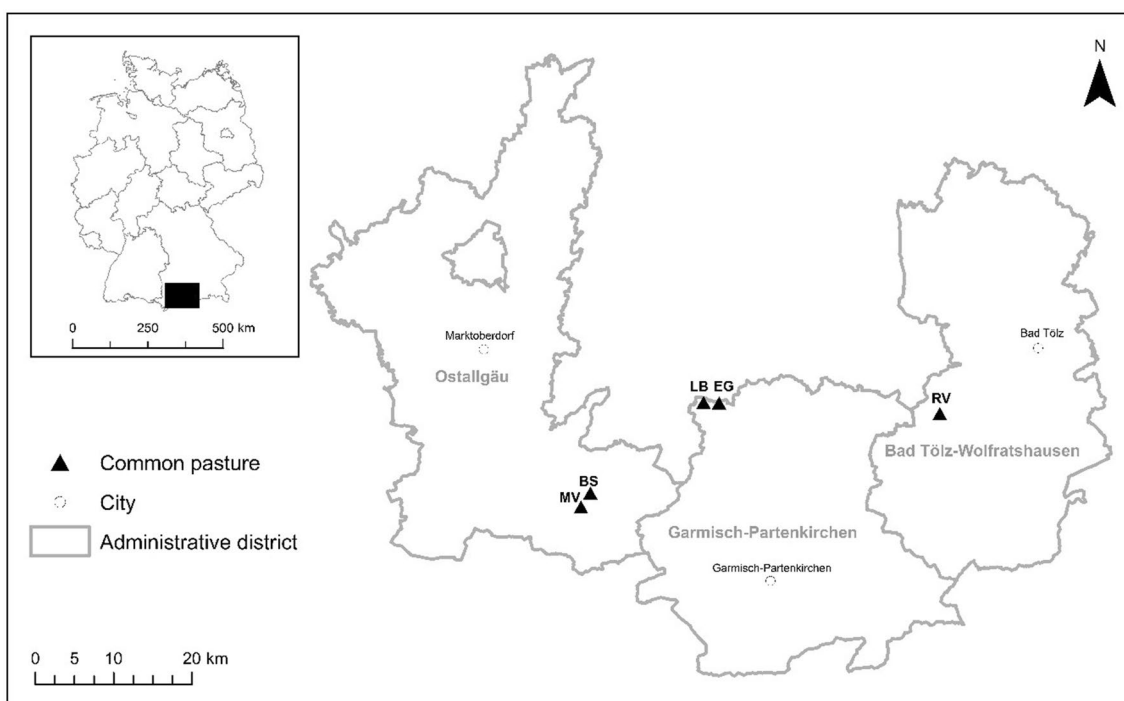 N
0 250 500 km
Marktoberdorf
Ostallgäu
Bad Tölz
LB EG
RV
Bad Tölz-Wolfratshausen
BS
MV
Garmisch-Partenkirchen
Garmisch-Partenkirchen
Common pasture
City
Administrative district
0 5 10 20 km